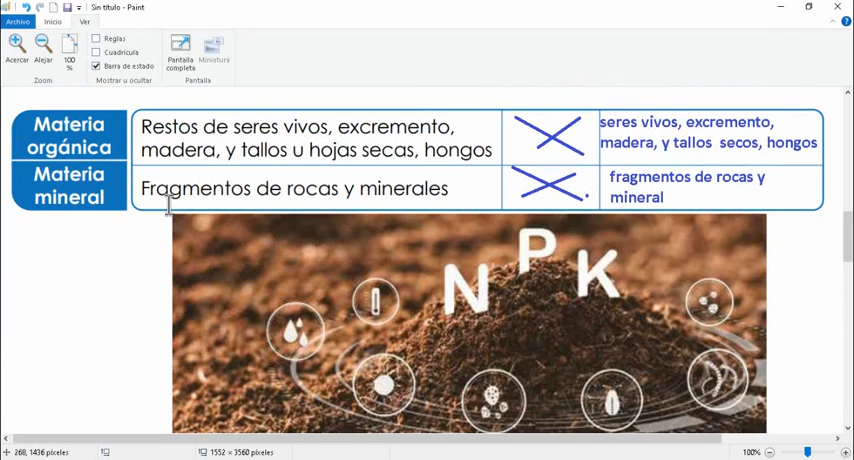 Sin título - Paint
Archivo
Inicio
Ver
Acercar
Alejar
100
%
Reglas
Cuadrícula
Barra de estado
Pantalla
completa
Miniatura
Zoom
Mostrar u ocultar
Pantalla
Materia
orgánica
Restos de seres vivos, excremento,
madera, y tallos u hojas secas, hongos
seres vivos, excremento,
madera, y tallos secos, hongos
Materia
mineral
Fragmentos de rocas y minerales
fragmentos de rocas y
mineral
N P K
268, 1436 píxeles
1552 × 3560 píxeles
100%